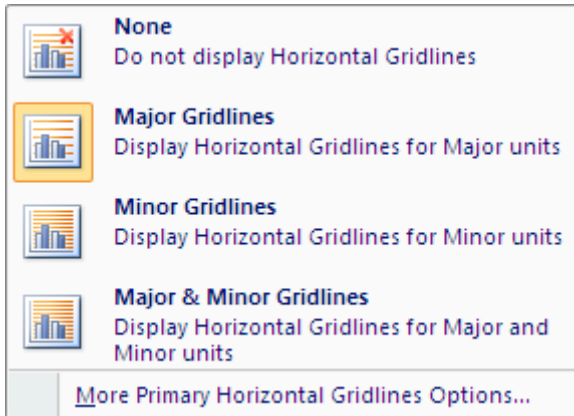 None
Do not display Horizontal Gridlines
Major Gridlines
Display Horizontal Gridlines for Major units
Minor Gridlines
Display Horizontal Gridlines for Minor units
Major & Minor Gridlines
Display Horizontal Gridlines for Major and
Minor units
More Primary Horizontal Gridlines Options...